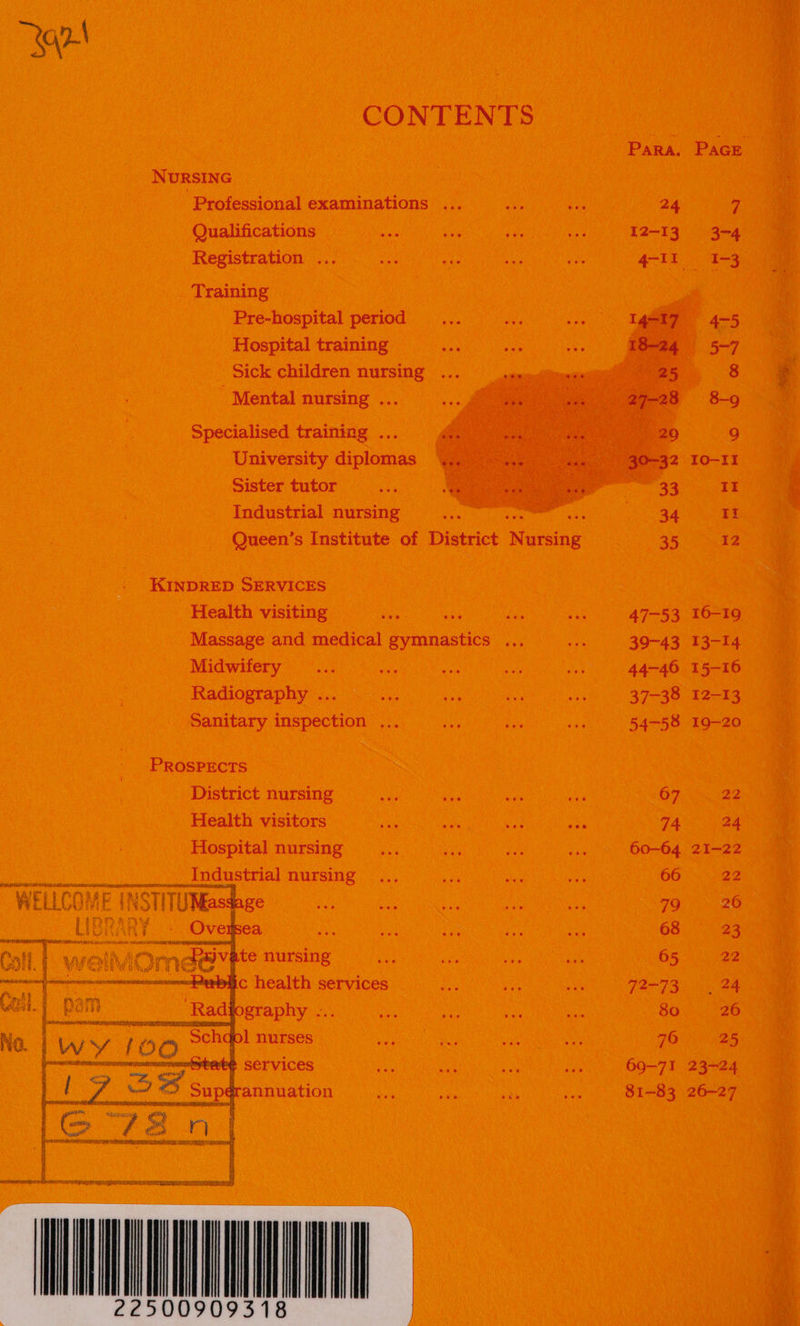 3921
CONTENTS
PARA. PAGE
NURSING
Professional examinations ... ... ... 24 7
Qualifications ... ... ... ... 12-13 3-4
Registration ... ... ... ... ... 4-11 1-3
Training
Pre-hospital period ... ... ... 14-17 4-5
Hospital training ... ... ... 18-24 5-7
Sick children nursing ... ... ... 25 8
Mental nursing ... ... ... ... 27-28 8-9
Specialised training ... ... ... ... 29 9
University diplomas ... ... ... 30-32 10-11
Sister tutor ... ... ... ... 33 11
Industrial nursing ... ... ... 34 11
Queen's Institute of District Nursing 35 12
KINDRED SERVICES
Health visiting ... ... ... ... 47-53 16-19
Massage and medical gymnastics ... ... 39-43 13-14
Midwifery ... ... ... ... ... 44-46 15-16
Radiography ... ... ... ... ... 37-38 12-13
Sanitary inspection ... ... ... ... 54-58 19-20
PROSPECTS
District nursing ... ... ... ... 67 22
Health visitors ... ... ... ... 74 24
Hospital nursing ... ... ... ... 60-64 21-22
Industrial nursing ... ... ... ... 66 22
Massage ... ... ... ... ... 79 26
Oversea ... ... ... ... ... 68 23
Private nursing ... ... ... ... 65 22
Public health services ... ... ... 72-73 24
Radiography ... ... ... ... ... 80 26
School nurses ... ... ... ... 76 25
State services ... ... ... ... 69-71 23-24
Superannuation ... ... ... ... 81-83 26-27
WELLCOME INSTITU
LIBRARY
Coll. welMOmec
Call. pam
No. WY 100
1938
G78n
22500909318